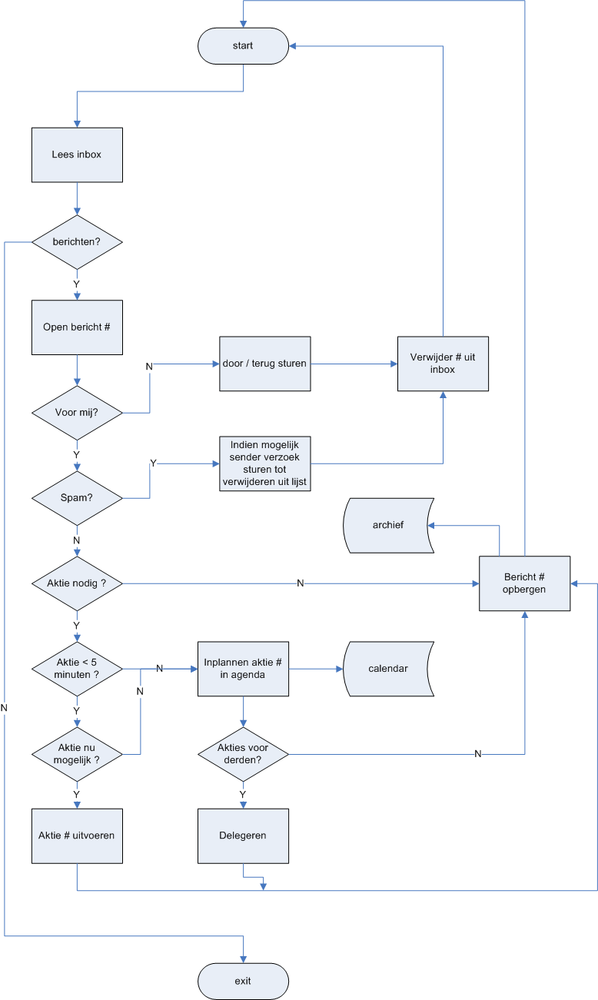 start
Lees inbox
berichten?
Y
Open bericht #
N
door / terug sturen
Verwijder # uit
inbox
Voor mij?
Y
Y
Indien mogelijk
sender verzoek
sturen tot
verwijderen uit lijst
Spam?
N
archief
Aktie nodig ?
N
Bericht #
opbergen
Y
Aktie < 5
minuten ?
N
Inplannen aktie #
in agenda
calendar
N
Y
N
Aktie nu
mogelijk ?
Akties voor
derden?
N
Y
Y
Aktie # uitvoeren
Delegeren
exit